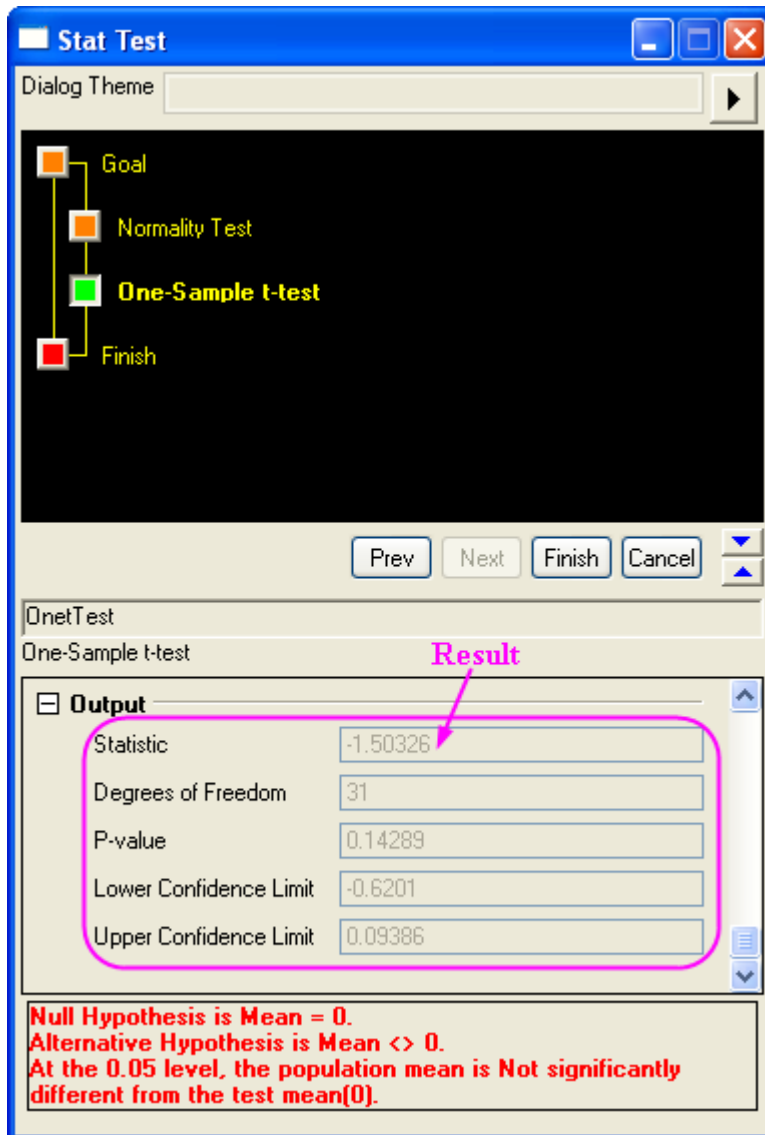 Stat Test
Dialog Theme
Goal
Normality Test
One-Sample t-test
Finish
Prev Next Finish Cancel
OnetTest
One-Sample t-test
Result
Output
Statistic -1.50326
Degrees of Freedom 31
P-value 0.14289
Lower Confidence Limit -0.6201
Upper Confidence Limit 0.09386
Null Hypothesis is Mean = 0.
Alternative Hypothesis is Mean <> 0.
At the 0.05 level, the population mean is Not significantly
different from the test mean(0).